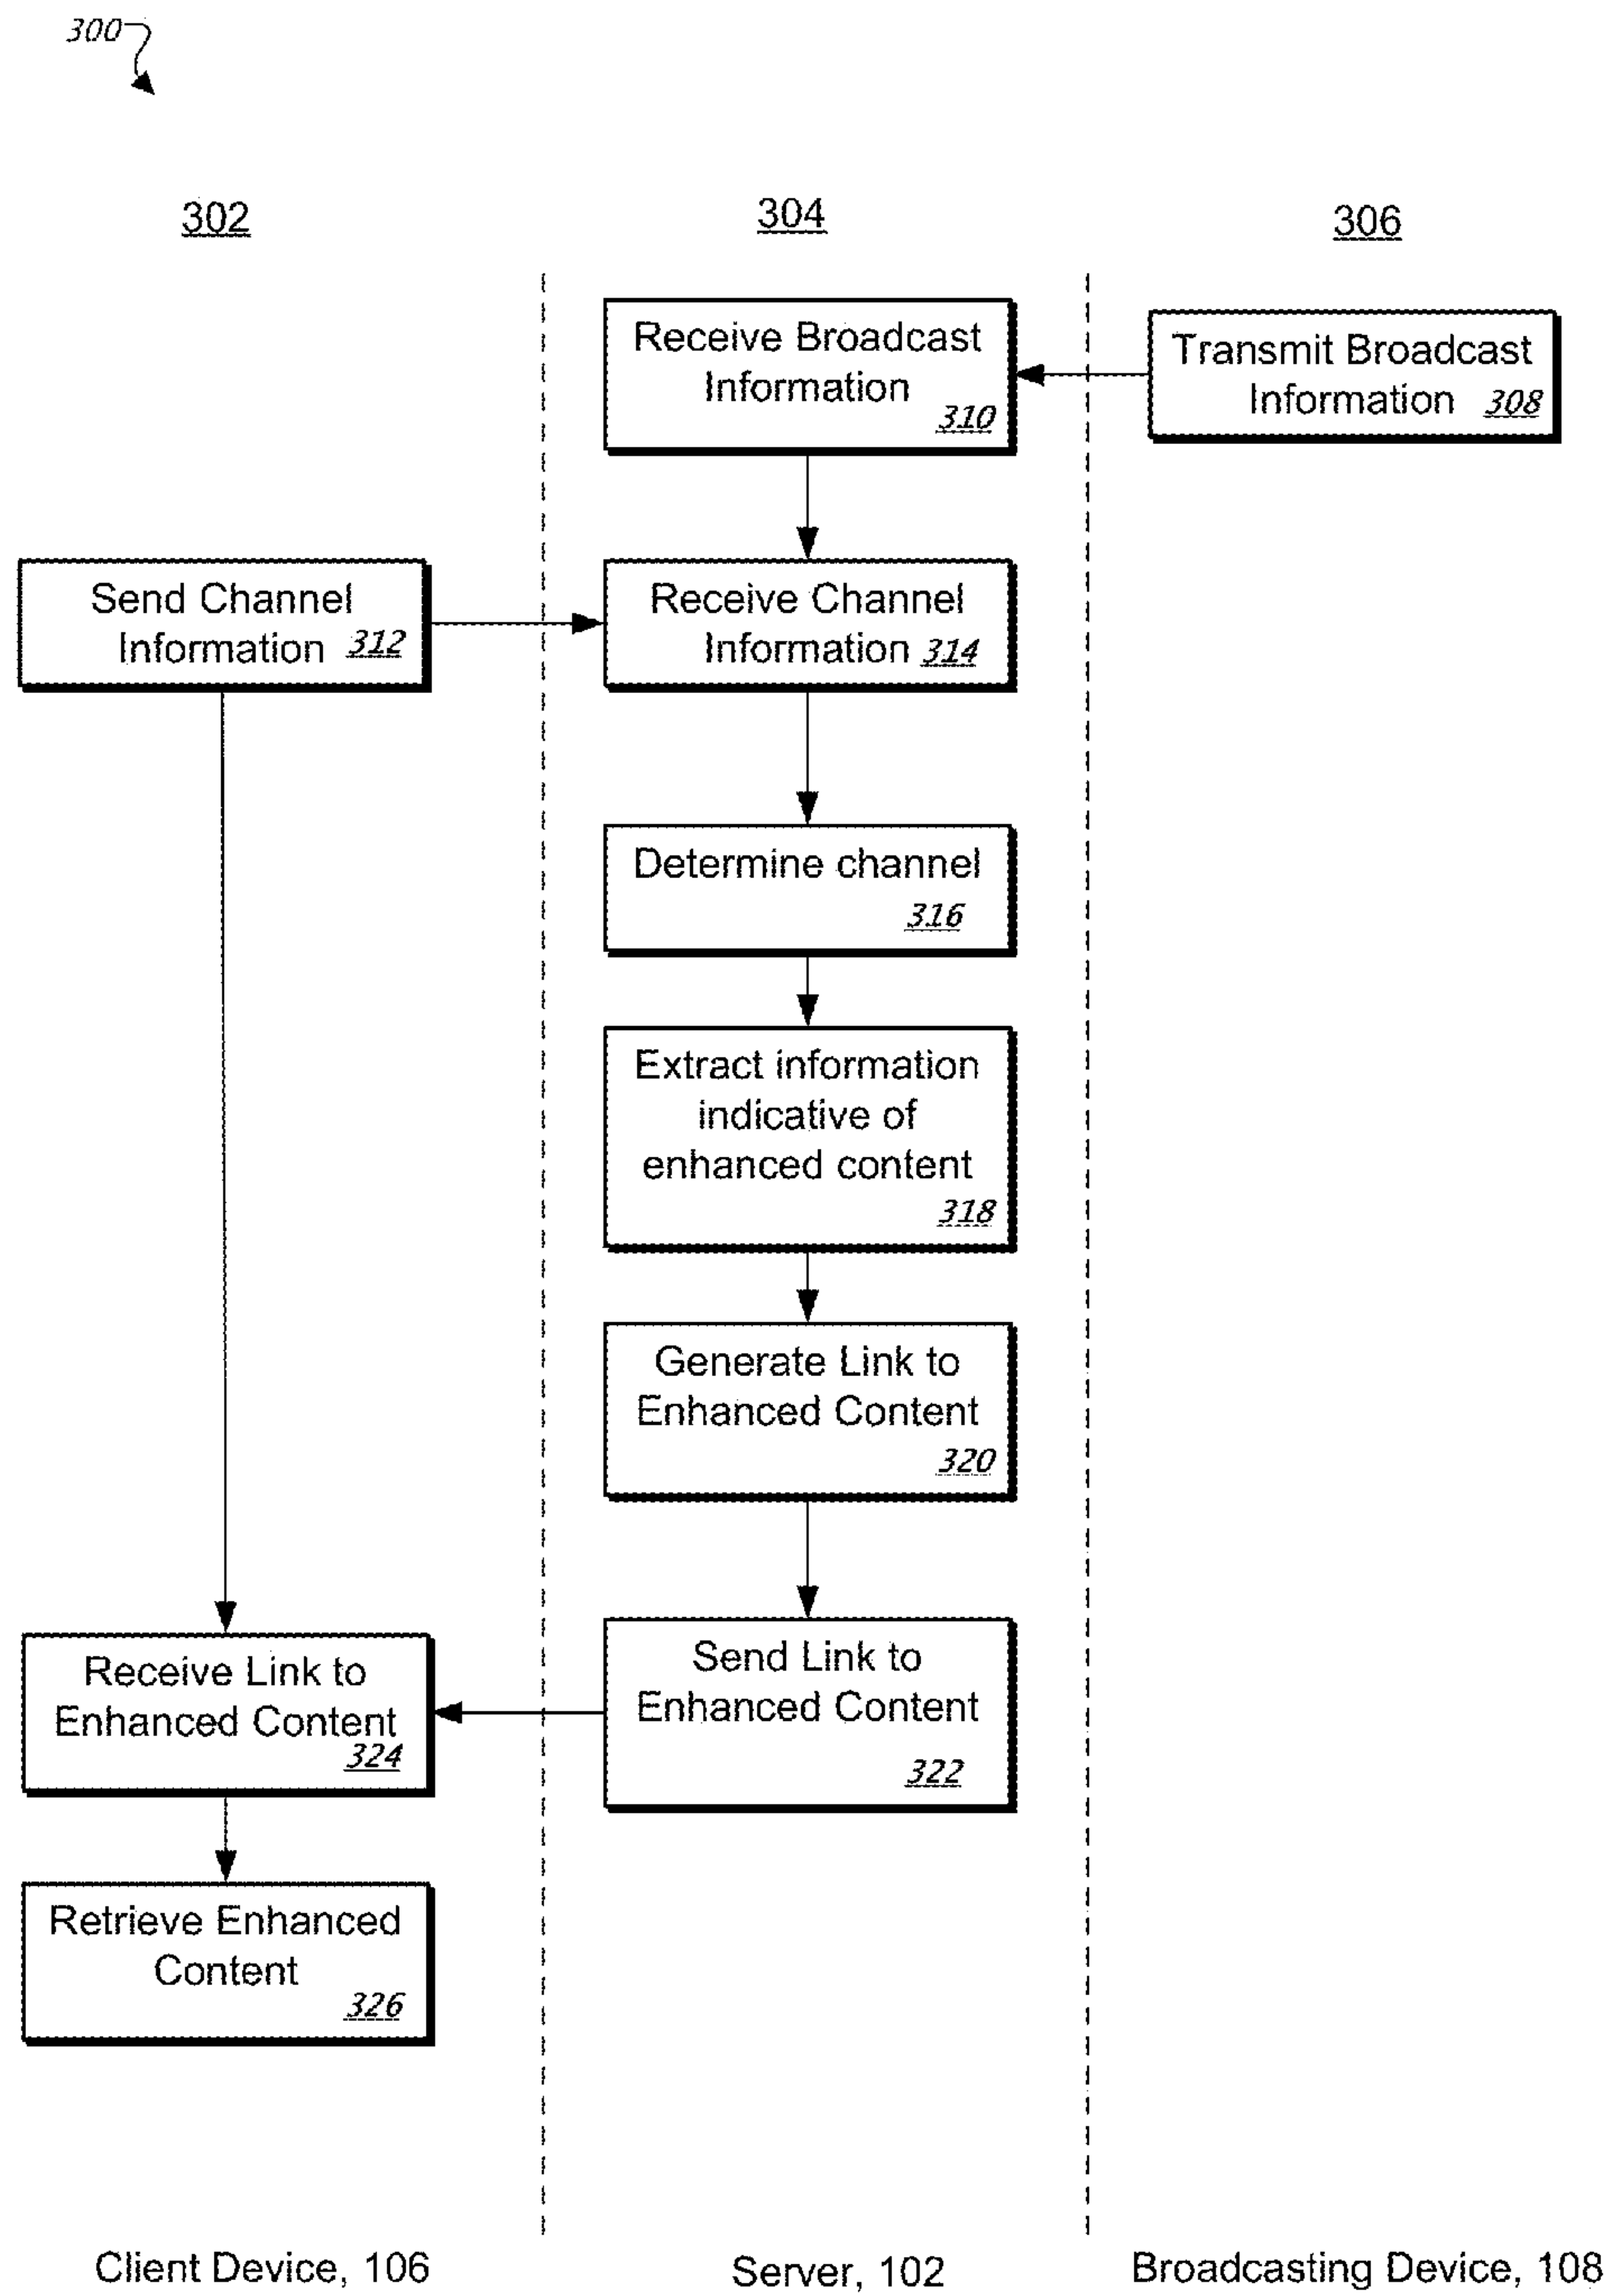 300
302
304
306
Receive Broadcast
Information
310
Transmit Broadcast
Information 308
Send Channel
Information 312
Receive Channel
Information 314
Determine channel
316
Extract information
indicative of
enhanced content
318
Generate Link to
Enhanced Content
320
Send Link to
Enhanced Content
322
Receive Link to
Enhanced Content
324
Retrieve Enhanced
Content
326
Client Device, 106
Server, 102
Broadcasting Device, 108